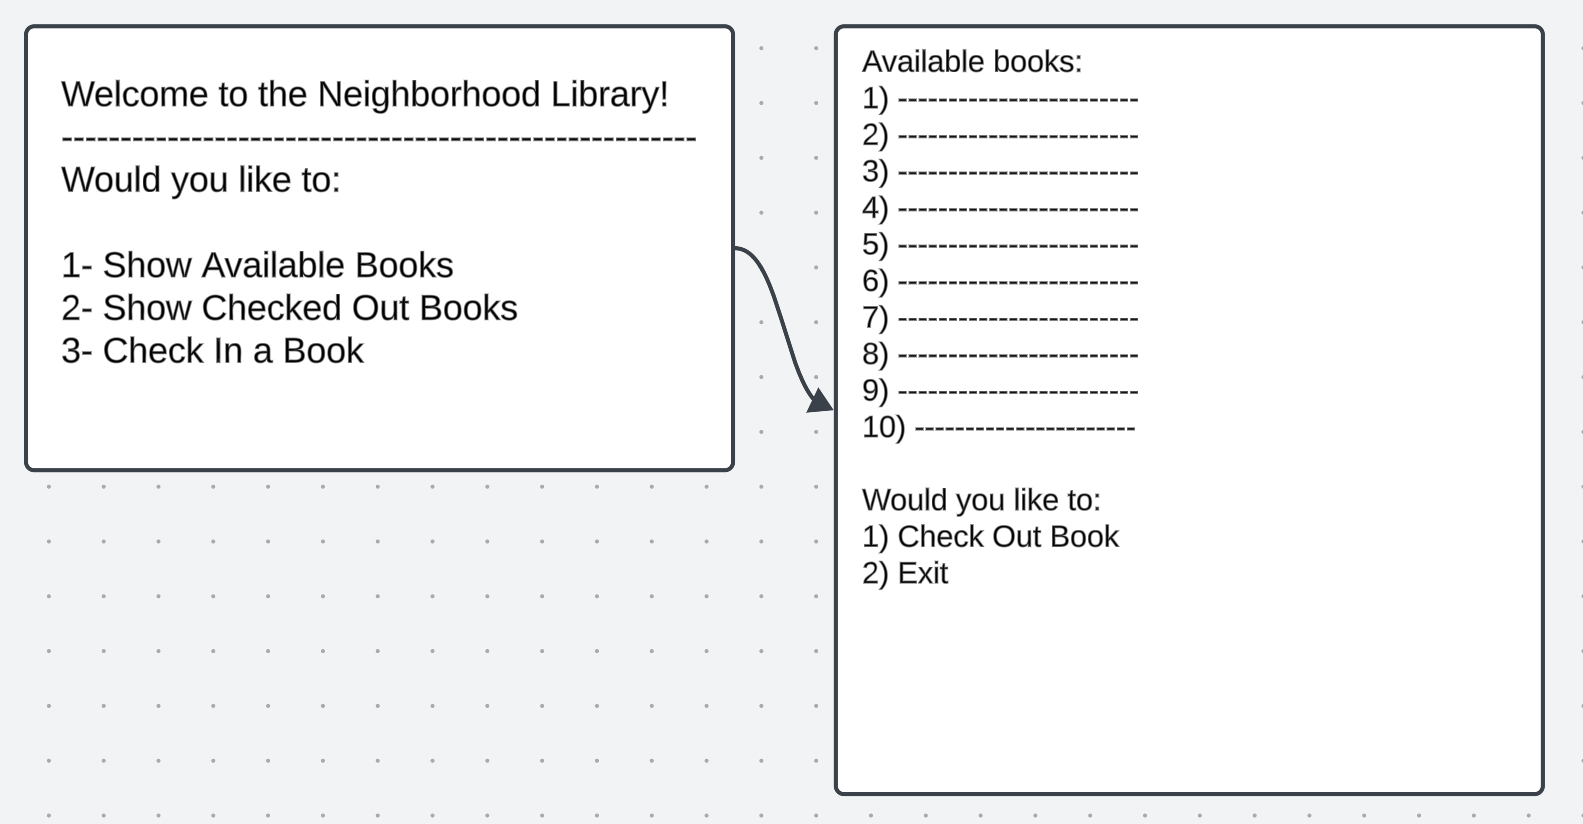 Welcome to the Neighborhood Library!
------------------------------------------------------
Would you like to:
1- Show Available Books
2- Show Checked Out Books
3- Check In a Book
Available books:
1) ------------------------
2) ------------------------
3) ------------------------
4) ------------------------
5) ------------------------
6) ------------------------
7) ------------------------
8) ------------------------
9) ------------------------
10) ----------------------
Would you like to:
1) Check Out Book
2) Exit